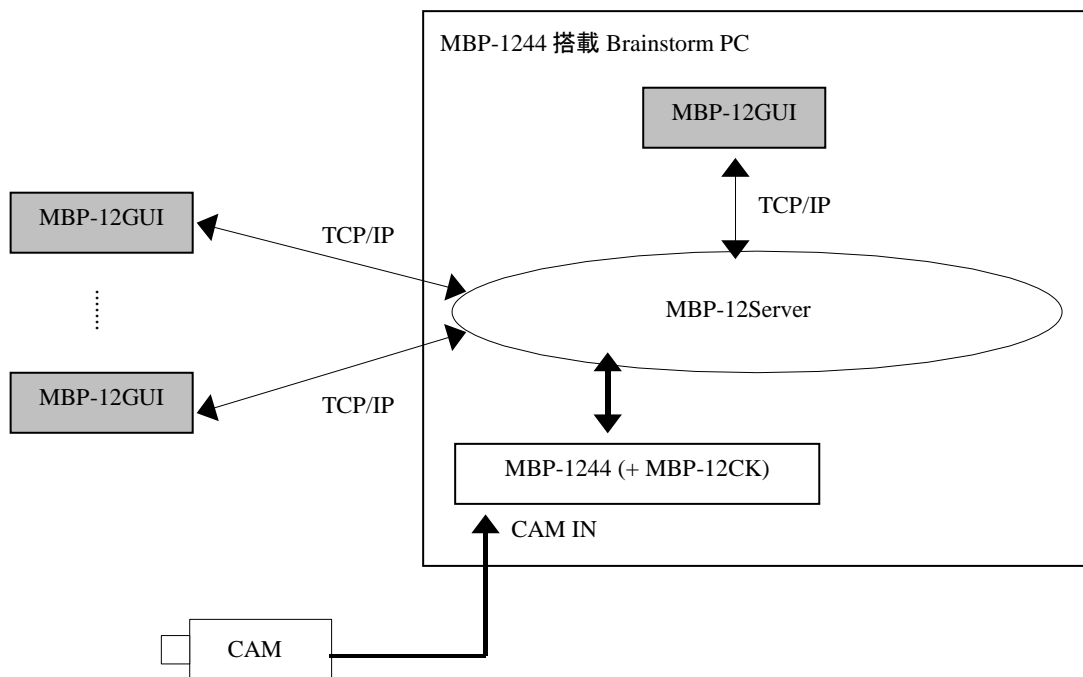 MBP-1244 搭載 Brainstorm PC
MBP-12GUI
TCP/IP
MBP-12GUI
TCP/IP
......
MBP-12Server
MBP-12GUI
TCP/IP
MBP-1244 (+ MBP-12CK)
CAM IN
CAM